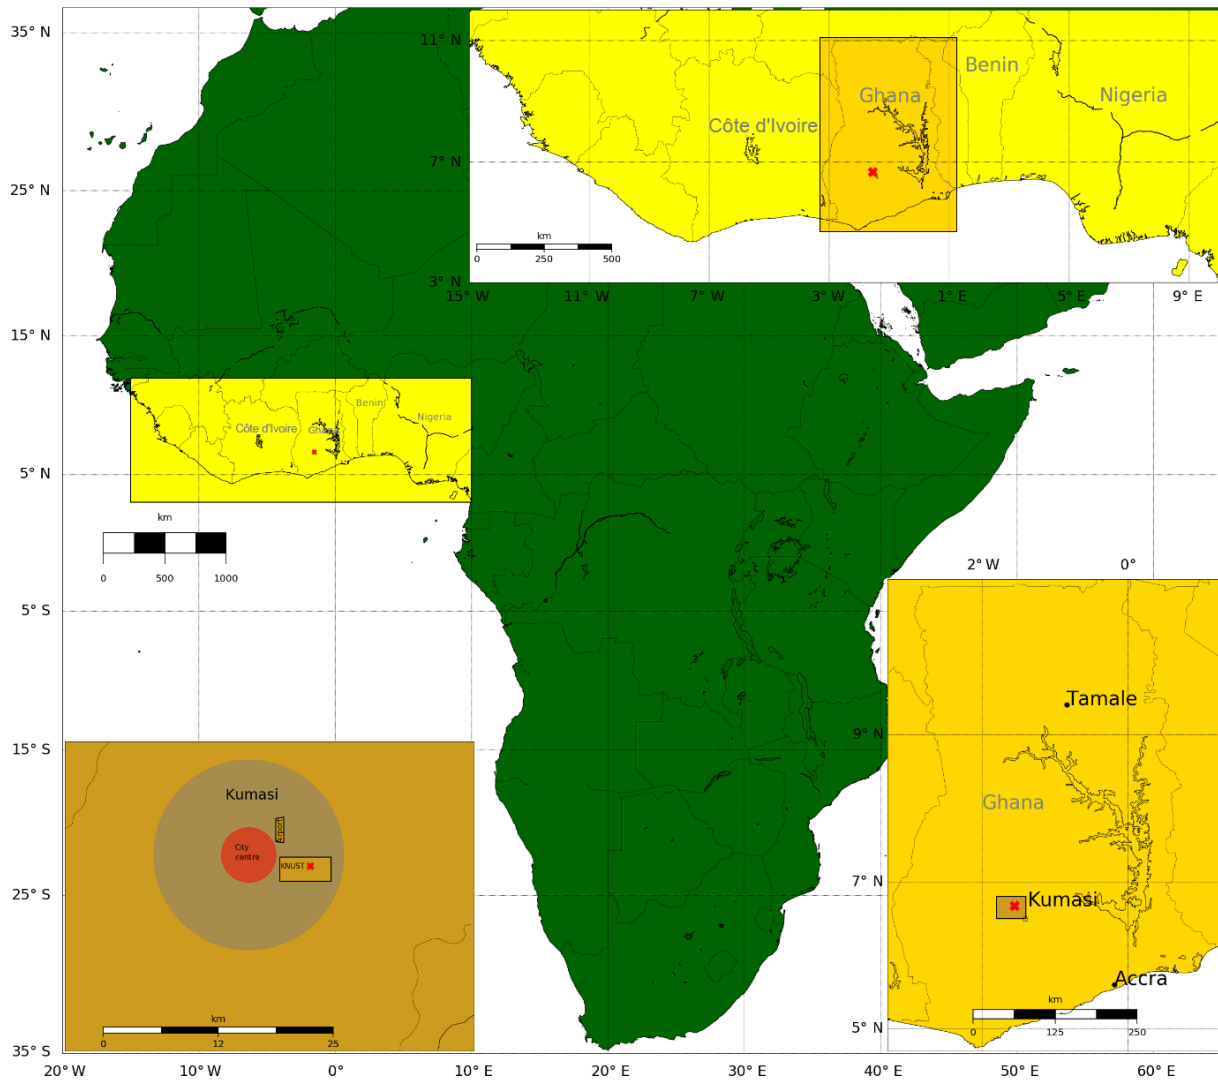 35° N
25° N
15° N
5° N
5° S
15° S
25° S
35° S
20° W
10° W
0°
10° E
20° E
30° E
40° E
50° E
60° E
11° N
7° N
3° N
15° W
11° W
7° W
3° W
1° E
5° E
9° E
Benin
Ghana
Nigeria
Côte d'Ivoire
km
0
250
500
Benin
Nigeria
Côte d'Ivoire
Ghana
km
0
500
1000
2° W
0°
Tamale
9° N
Ghana
7° N
Kumasi
Accra
km
0
125
250
5° N
Kumasi
Airport
City
centre
KNUST
km
0
12
25